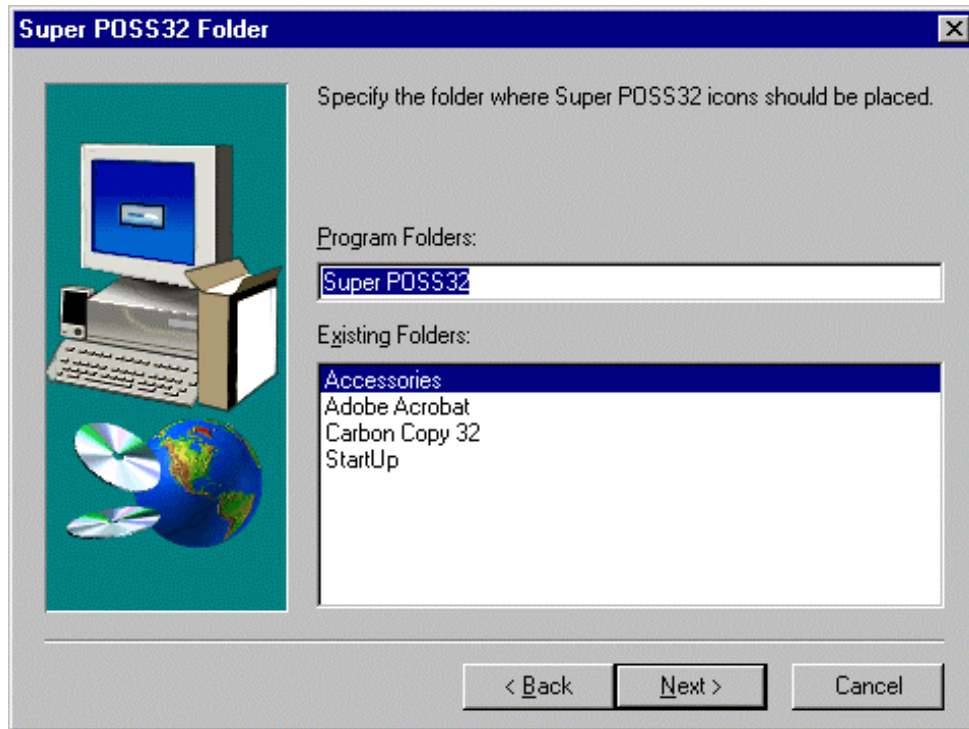 Super POSS32 Folder
Specify the folder where Super POSS32 icons should be placed.
Program Folders:
Super POSS32
Existing Folders:
Accessories
Adobe Acrobat
Carbon Copy 32
StartUp
< Back
Next >
Cancel